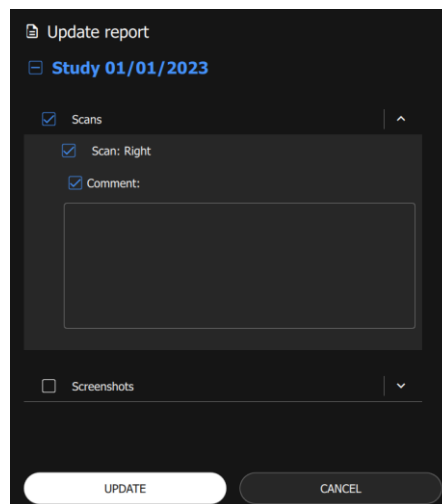 Update report
Study 01/01/2023
Scans
Scan: Right
Comment:
Screenshots
UPDATE
CANCEL